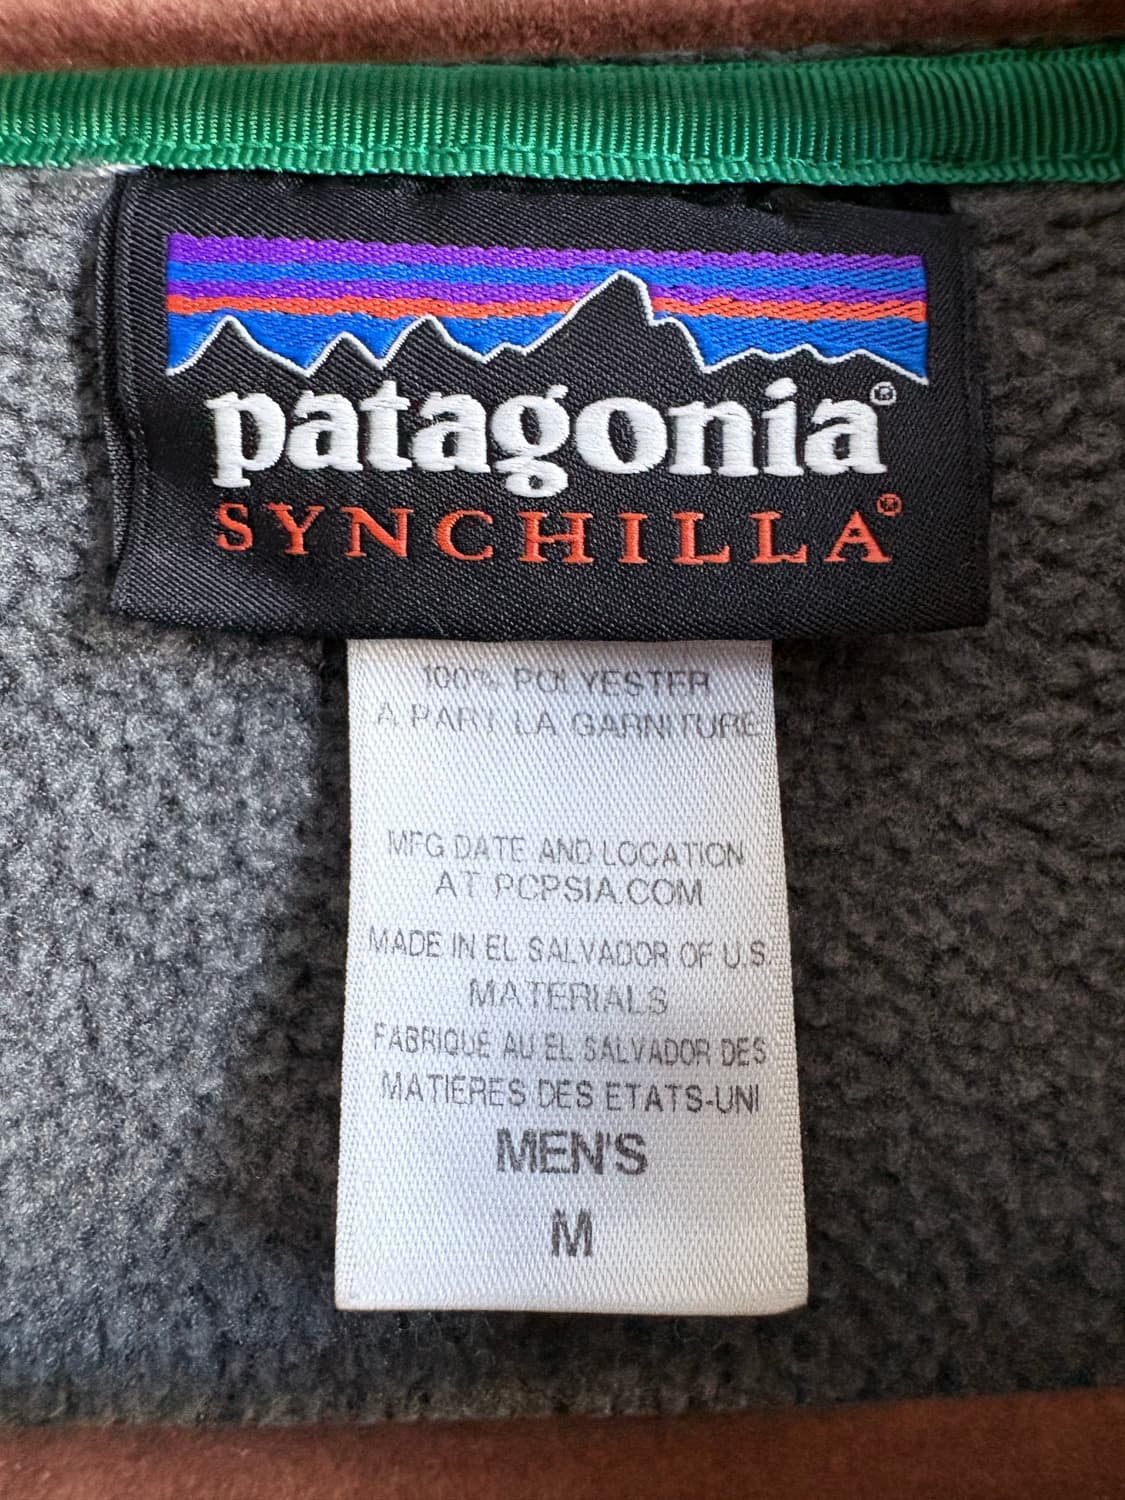 patagonia®
SYNCHILLA®
100% POLYESTER
A PART LA GARNITURE
MFG DATE AND LOCATION
AT PCPSIA.COM
MADE IN EL SALVADOR OF U.S.
MATERIALS
FABRIQUE AU EL SALVADOR DES
MATIERES DES ETATS-UNI
MEN'S
M